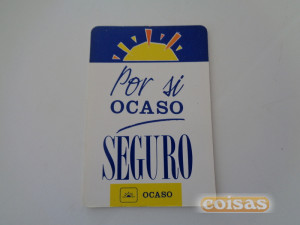 Por si
OCASO
SEGURO
OCASO
coisas